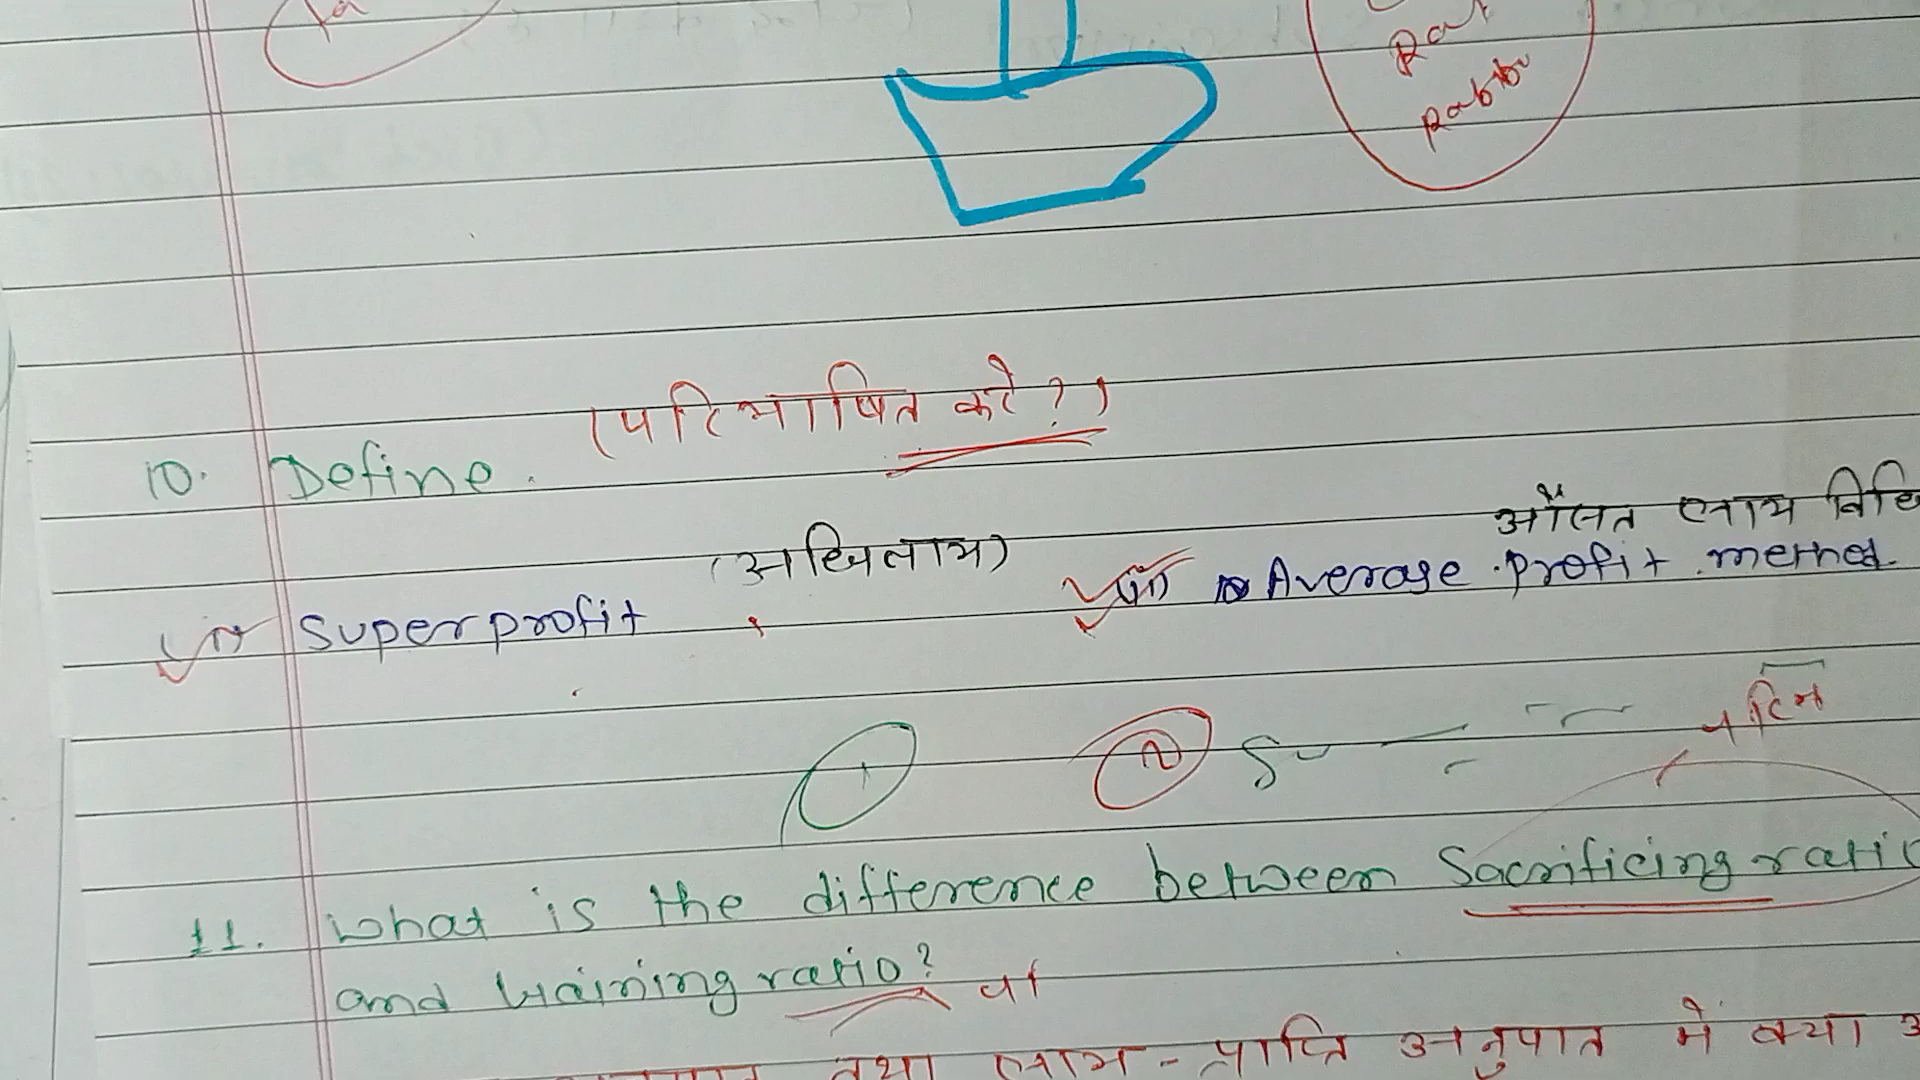 (परिभाषित करे ?)
10. Define.
(अधिलाभ)
औसत लाभ विधि
(i) Superprofit
(ii) Average profit method
11. What is the difference between Sacrificing ratio
and Gaining ratio?
तथा लाभ-प्राप्ति अनुपात में क्या